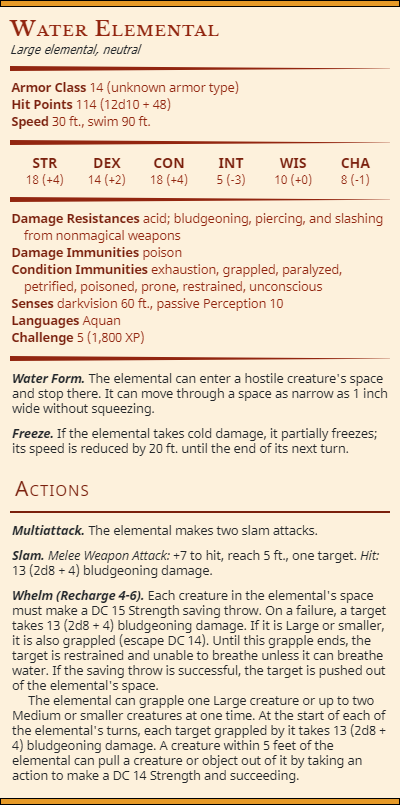 Water Elemental
Large elemental, neutral
Armor Class 14 (unknown armor type)
Hit Points 114 (12d10 + 48)
Speed 30 ft., swim 90 ft.
STR DEX CON INT WIS CHA
18 (+4) 14 (+2) 18 (+4) 5 (-3) 10 (+0) 8 (-1)
Damage Resistances acid; bludgeoning, piercing, and slashing
from nonmagical weapons
Damage Immunities poison
Condition Immunities exhaustion, grappled, paralyzed,
petrified, poisoned, prone, restrained, unconscious
Senses darkvision 60 ft., passive Perception 10
Languages Aquan
Challenge 5 (1,800 XP)
Water Form. The elemental can enter a hostile creature's space
and stop there. It can move through a space as narrow as 1 inch
wide without squeezing.
Freeze. If the elemental takes cold damage, it partially freezes;
its speed is reduced by 20 ft. until the end of its next turn.
Actions
Multiattack. The elemental makes two slam attacks.
Slam. Melee Weapon Attack: +7 to hit, reach 5 ft., one target. Hit:
13 (2d8 + 4) bludgeoning damage.
Whelm (Recharge 4-6). Each creature in the elemental's space
must make a DC 15 Strength saving throw. On a failure, a target
takes 13 (2d8 + 4) bludgeoning damage. If it is Large or smaller,
it is also grappled (escape DC 14). Until this grapple ends, the
target is restrained and unable to breathe unless it can breathe
water. If the saving throw is successful, the target is pushed out
of the elemental's space.
The elemental can grapple one Large creature or up to two
Medium or smaller creatures at one time. At the start of each of
the elemental's turns, each target grappled by it takes 13 (2d8 +
4) bludgeoning damage. A creature within 5 feet of the
elemental can pull a creature or object out of it by taking an
action to make a DC 14 Strength and succeeding.